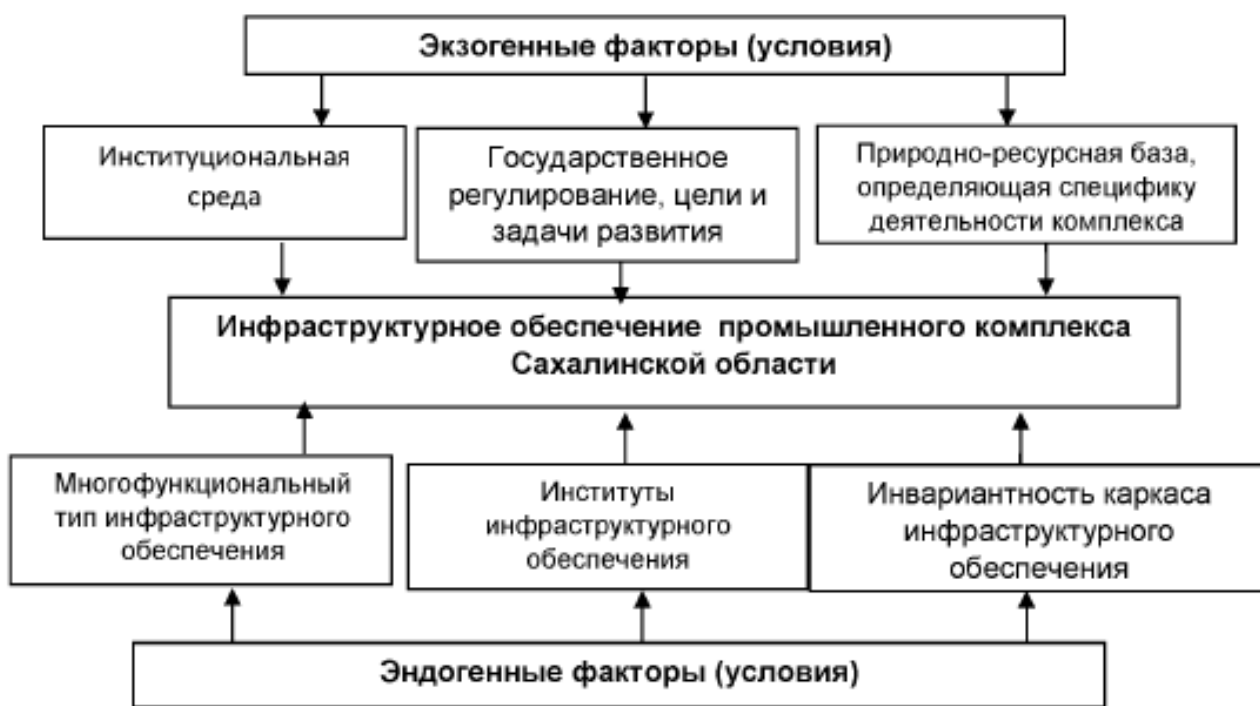 Экзогенные факторы (условия)
Институциональная
среда
Государственное
регулирование, цели и
задачи развития
Природно-ресурсная база,
определяющая специфику
деятельности комплекса
Инфраструктурное обеспечение промышленного комплекса
Сахалинской области
Многофункциональный
тип инфраструктурного
обеспечения
Институты
инфраструктурного
обеспечения
Инвариантность каркаса
инфраструктурного
обеспечения
Эндогенные факторы (условия)